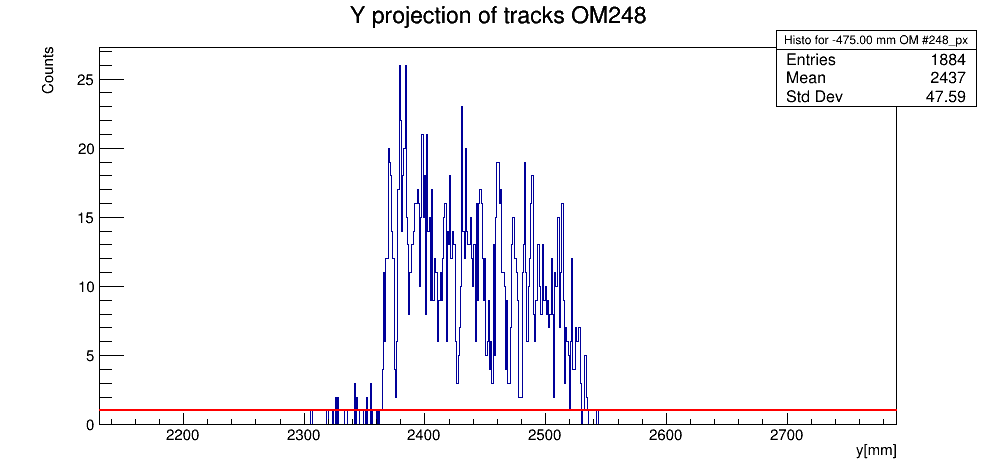 Y projection of tracks OM248
Histo for -475.00 mm OM #248_px
Entries 1884
Mean 2437
Std Dev 47.59
Counts
25
20
15
10
5
0
2200 2300 2400 2500 2600 2700
y[mm]